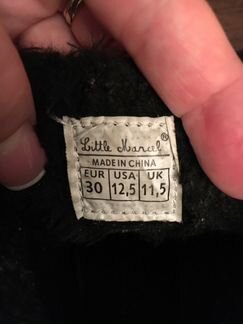 Little Marcel®
MADE IN CHINA
EUR USA UK
30 12,5 11,5